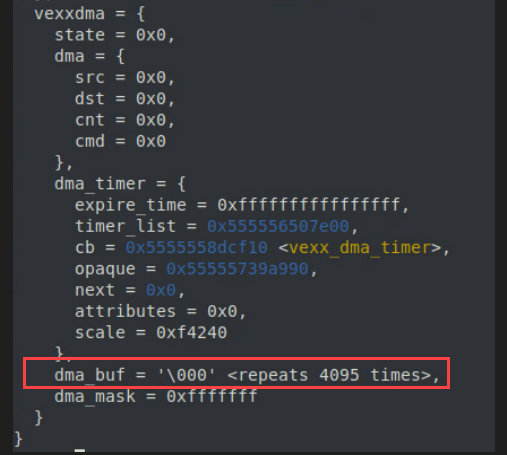 vexxdma = {
state = 0x0,
dma = {
src = 0x0,
dst = 0x0,
cnt = 0x0,
cmd = 0x0
},
dma_timer = {
expire_time = 0xffffffffffffffff,
timer_list = 0x555556507e00,
cb = 0x5555558dcf10 <vexx_dma_timer>,
opaque = 0x55555739a990,
next = 0x0,
attributes = 0x0,
scale = 0xf4240
},
dma_buf = '\000' <repeats 4095 times>,
dma_mask = 0xfffffff
}
}